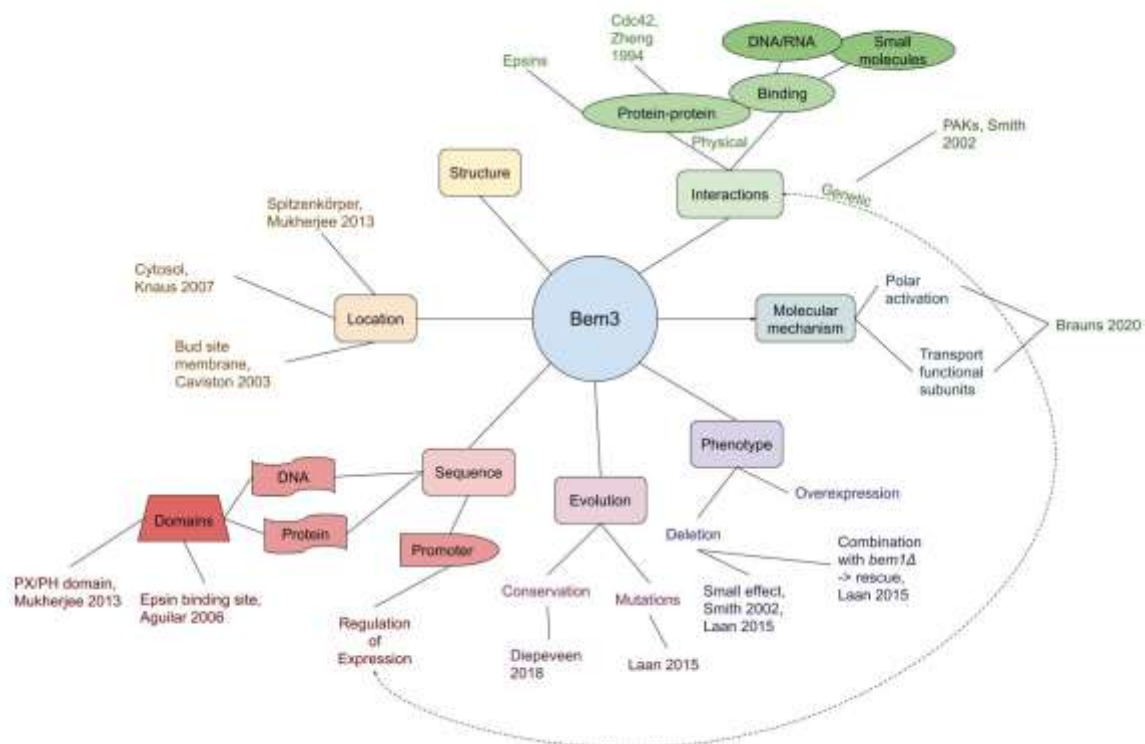 Cdc42,
Zheng
1994
DNA/RNA
Small
molecules
Epsins
Binding
Protein-protein
Physical
PAKs, Smith
2002
Structure
Interactions
Genetic
Spitzenkörper,
Mukherjee 2013
Cytosol,
Knaus 2007
Location
Bem3
Molecular
mechanism
Polar
activation
Brauns 2020
Bud site
membrane,
Caviston 2003
Transport
functional
subunits
Phenotype
DNA
Sequence
Evolution
Overexpression
Domains
Protein
Promoter
Deletion
Combination
with bem1Δ
-> rescue,
Laan 2015
PX/PH domain,
Mukherjee 2013
Epsin binding site,
Aguilar 2006
Conservation
Mutations
Small effect,
Smith 2002,
Laan 2015
Regulation
of
Expression
Diepeveen
2018
Laan 2015